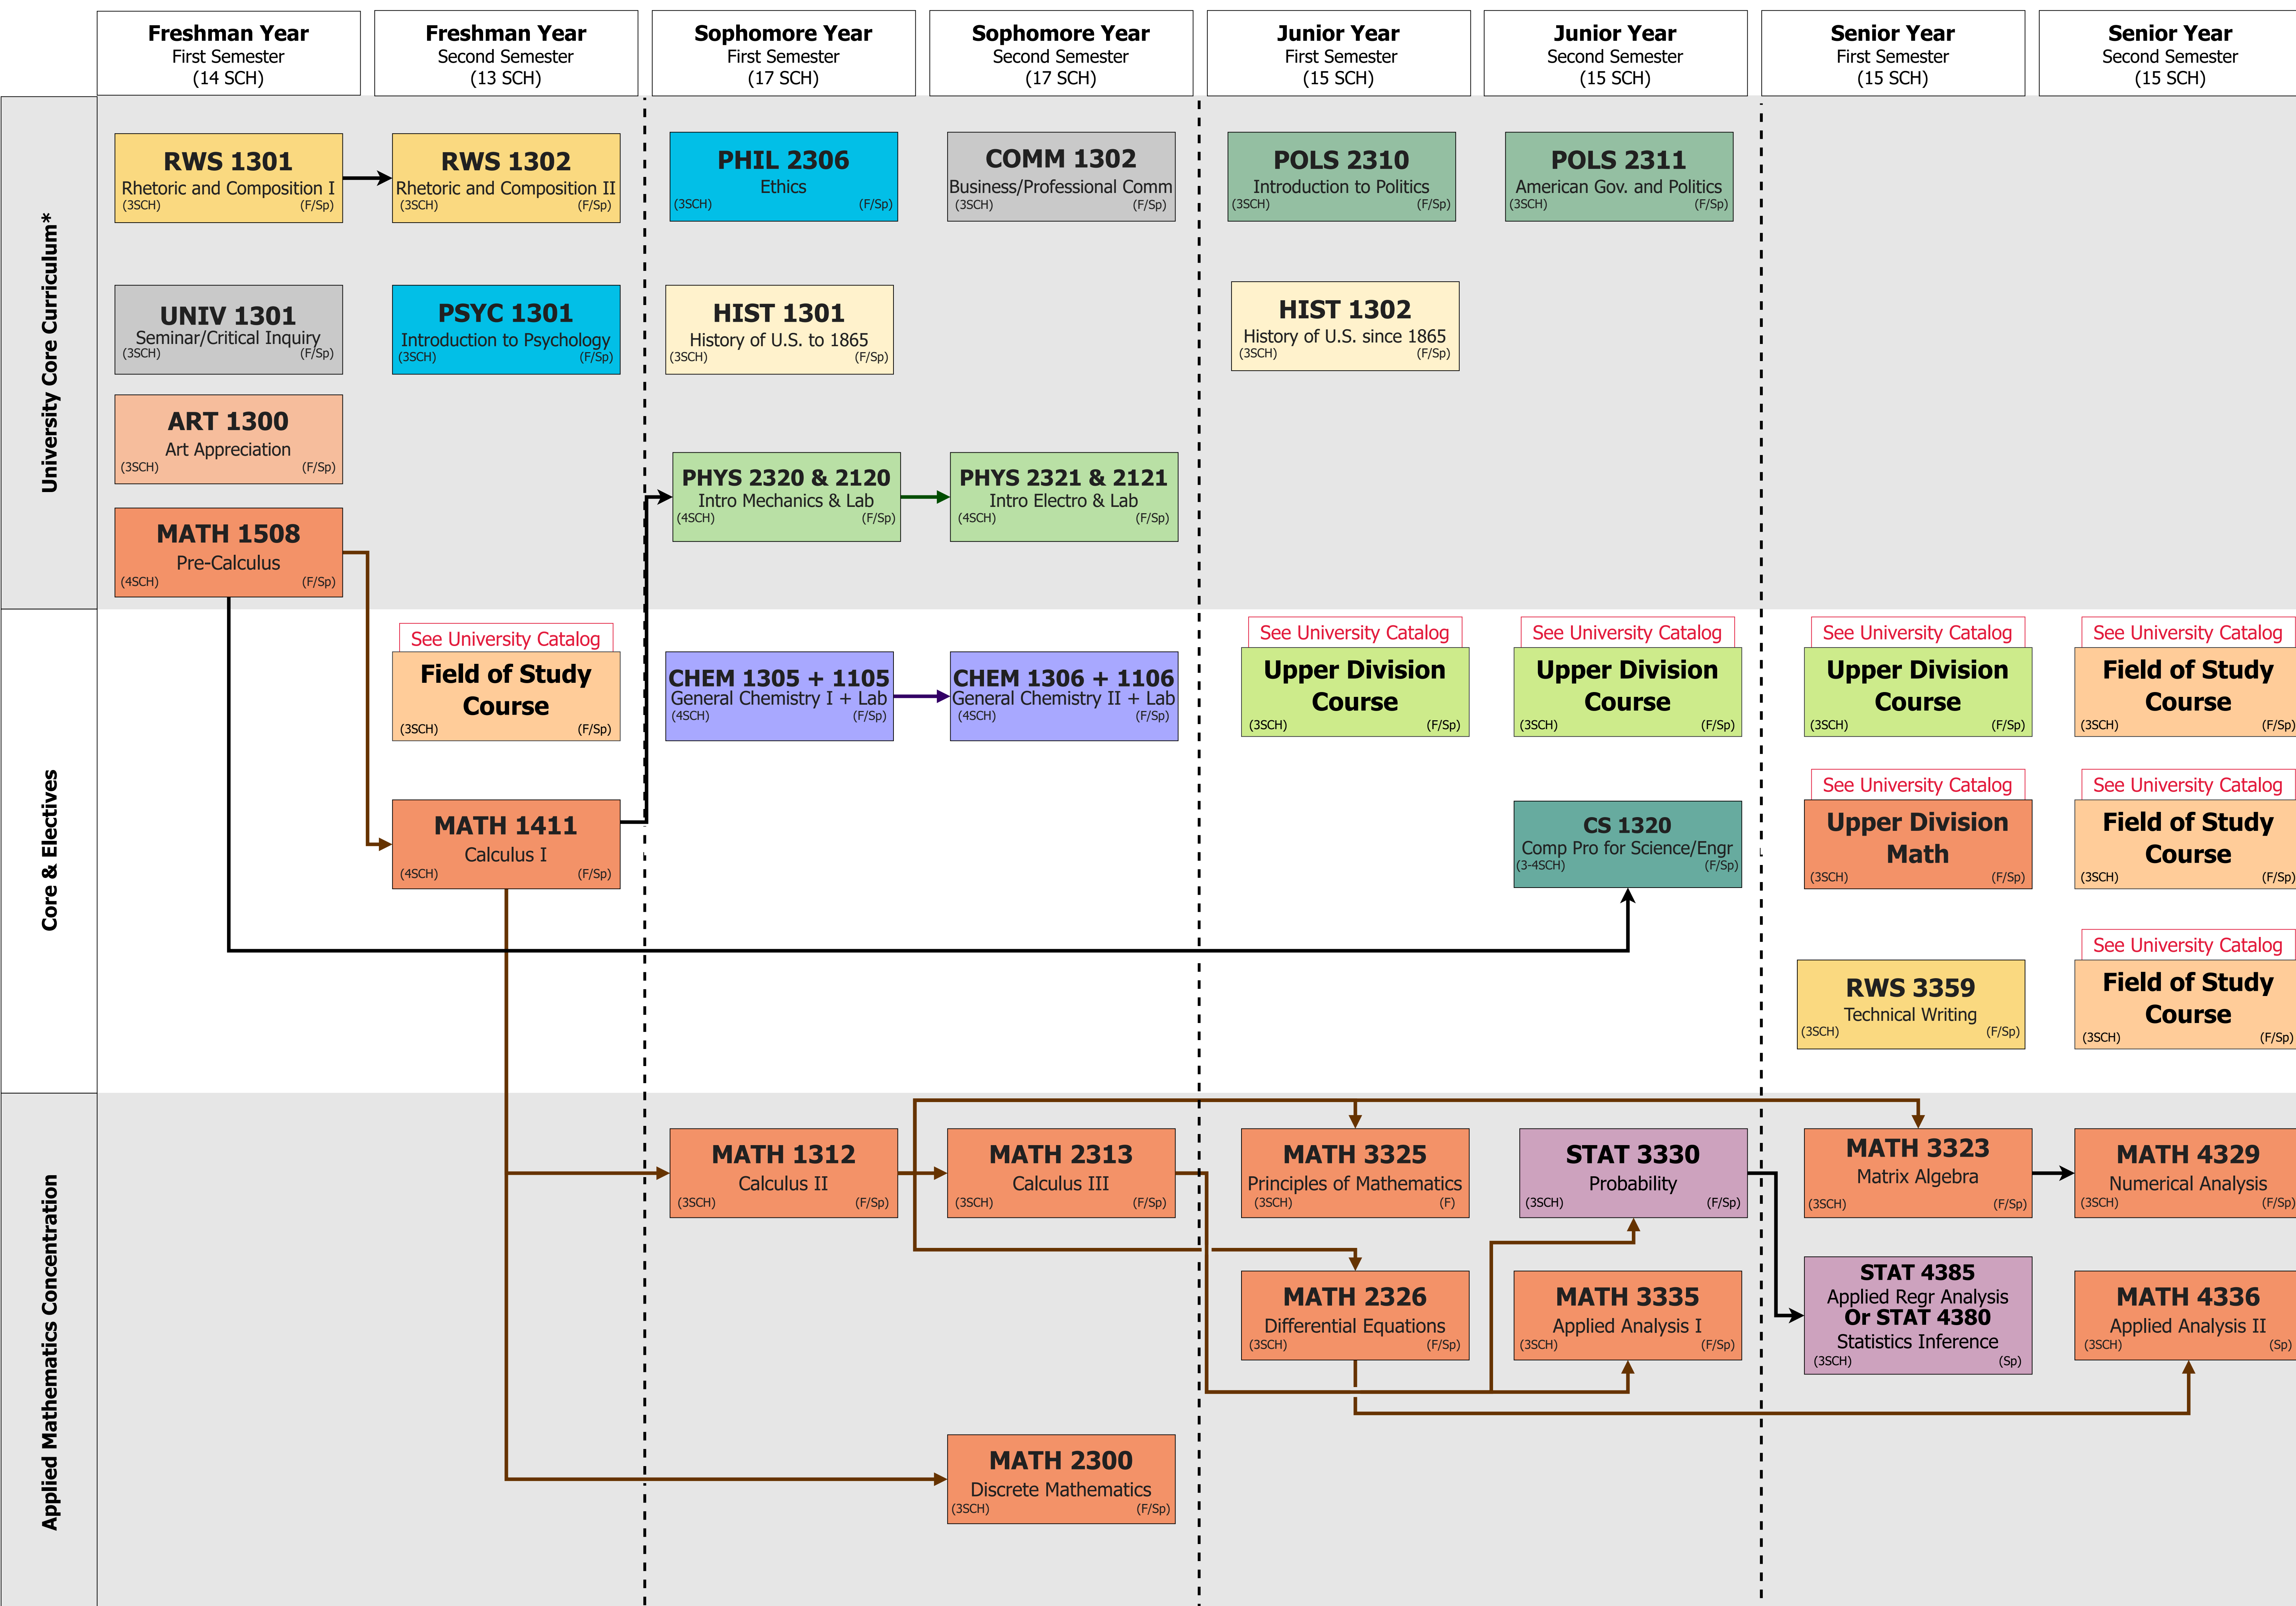 Freshman Year
First Semester
(14 SCH)
Freshman Year
Second Semester
(13 SCH)
Sophomore Year
First Semester
(17 SCH)
Sophomore Year
Second Semester
(17 SCH)
Junior Year
First Semester
(15 SCH)
Junior Year
Second Semester
(15 SCH)
Senior Year
First Semester
(15 SCH)
Senior Year
Second Semester
(15 SCH)
University Core Curriculum*
RWS 1301
Rhetoric and Composition I
(3SCH) (F/Sp)
RWS 1302
Rhetoric and Composition II
(3SCH) (F/Sp)
PHIL 2306
Ethics
(3SCH) (F/Sp)
COMM 1302
Business/Professional Comm
(3SCH) (F/Sp)
POLS 2310
Introduction to Politics
(3SCH) (F/Sp)
POLS 2311
American Gov. and Politics
(3SCH) (F/Sp)
UNIV 1301
Seminar/Critical Inquiry
(3SCH) (F/Sp)
PSYC 1301
Introduction to Psychology
(3SCH) (F/Sp)
HIST 1301
History of U.S. to 1865
(3SCH) (F/Sp)
HIST 1302
History of U.S. since 1865
(3SCH) (F/Sp)
ART 1300
Art Appreciation
(3SCH) (F/Sp)
PHYS 2320 & 2120
Intro Mechanics & Lab
(4SCH) (F/Sp)
PHYS 2321 & 2121
Intro Electro & Lab
(4SCH) (F/Sp)
MATH 1508
Pre-Calculus
(4SCH) (F/Sp)
Core & Electives
See University Catalog
Field of Study
Course
(3SCH) (F/Sp)
CHEM 1305 + 1105
General Chemistry I + Lab
(4SCH) (F/Sp)
CHEM 1306 + 1106
General Chemistry II + Lab
(4SCH) (F/Sp)
See University Catalog
Upper Division
Course
(3SCH) (F/Sp)
See University Catalog
Upper Division
Course
(3SCH) (F/Sp)
See University Catalog
Upper Division
Course
(3SCH) (F/Sp)
See University Catalog
Field of Study
Course
(3SCH) (F/Sp)
MATH 1411
Calculus I
(4SCH) (F/Sp)
CS 1320
Comp Pro for Science/Engr
(3-4SCH) (F/Sp)
See University Catalog
Upper Division
Math
(3SCH) (F/Sp)
See University Catalog
Field of Study
Course
(3SCH) (F/Sp)
RWS 3359
Technical Writing
(3SCH) (F/Sp)
See University Catalog
Field of Study
Course
(3SCH) (F/Sp)
Applied Mathematics Concentration
MATH 1312
Calculus II
(3SCH) (F/Sp)
MATH 2313
Calculus III
(3SCH) (F/Sp)
MATH 3325
Principles of Mathematics
(3SCH) (F)
STAT 3330
Probability
(3SCH) (F/Sp)
MATH 3323
Matrix Algebra
(3SCH) (F/Sp)
MATH 4329
Numerical Analysis
(3SCH) (F/Sp)
MATH 2326
Differential Equations
(3SCH) (F/Sp)
MATH 3335
Applied Analysis I
(3SCH) (F/Sp)
STAT 4385
Applied Regr Analysis
Or STAT 4380
Statistics Inference
(3SCH) (Sp)
MATH 4336
Applied Analysis II
(3SCH) (Sp)
MATH 2300
Discrete Mathematics
(3SCH) (F/Sp)